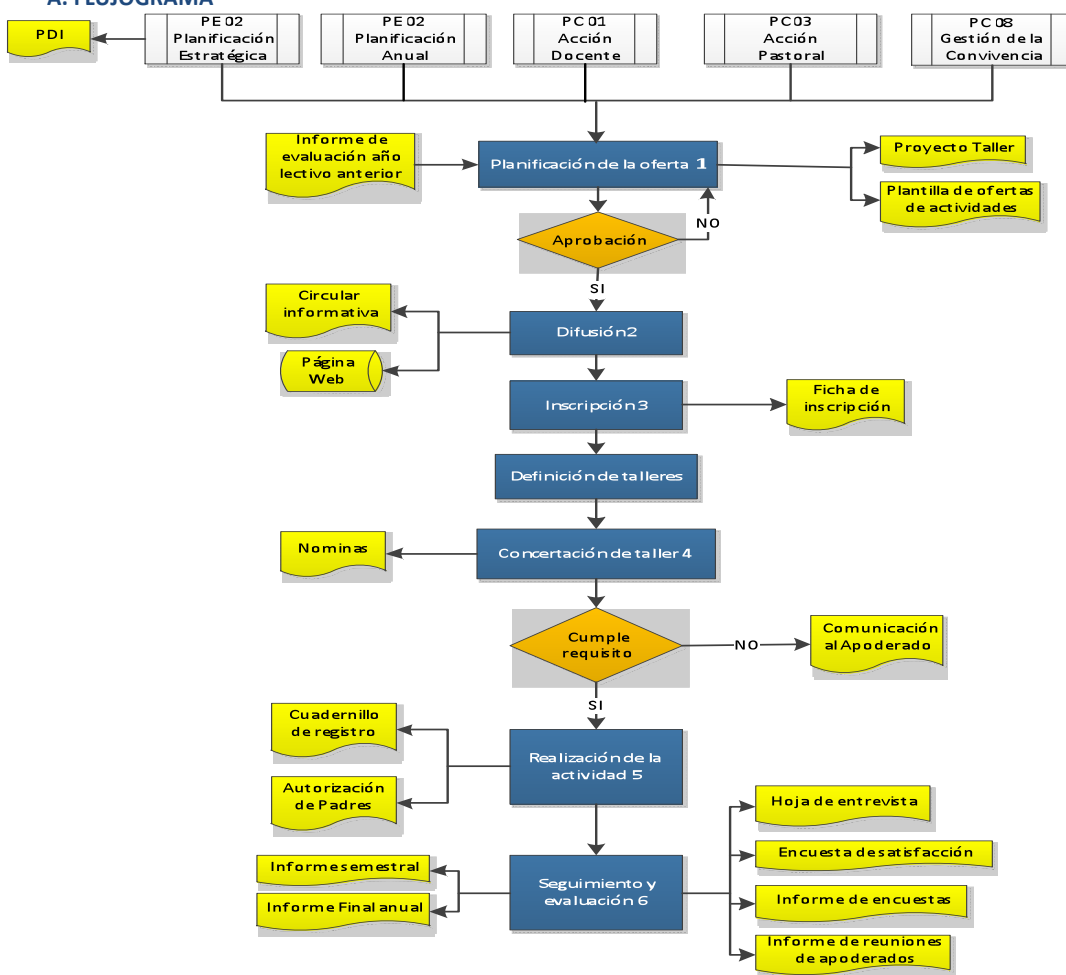 A. FLUJOGRAMA
PDI
PE 02
Planificación
Estratégica
PE 02
Planificación
Anual
PC 01
Acción
Docente
PC 03
Acción
Pastoral
PC 08
Gestión de la
Convivencia
Informe de
evaluación año
lectivo anterior
Planificación de la oferta 1
Proyecto Taller
Plantilla de ofertas
de actividades
Aprobación
NO
SI
Circular
informativa
Página
Web
Difusión2
Inscripción 3
Ficha de
inscripción
Definición de talleres
Nominas
Concertación de taller 4
Cumple
requisito
NO
Comunicación
al Apoderado
SI
Cuadernillo
de registro
Autorización
de Padres
Realización de la
actividad 5
Hoja de entrevista
Encuesta de satisfacción
Informe semestral
Informe Final anual
Seguimiento y
evaluación 6
Informe de encuestas
Informe de reuniones
de apoderados